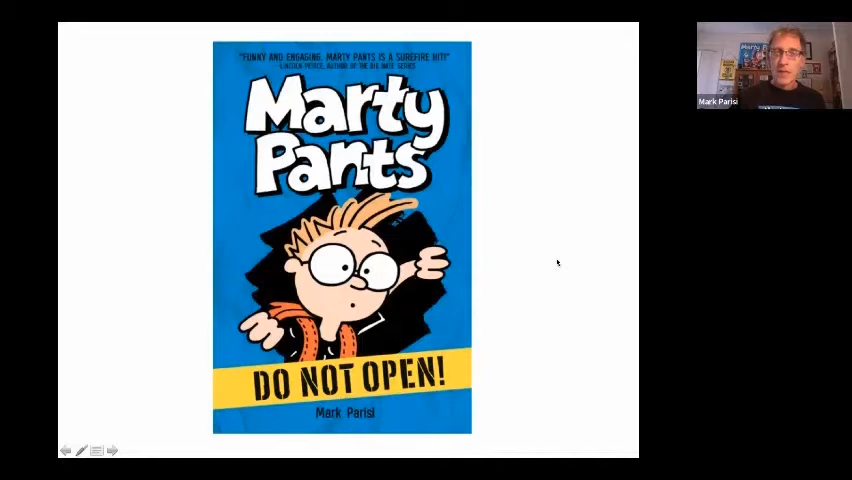 "FUNNY AND ENGAGING. MARTY PANTS IS A SUREFIRE HIT!"
–LINCOLN PEIRCE, AUTHOR OF THE BIG NATE SERIES
Marty
Pants
DO NOT OPEN!
Mark Parisi
Mark Parisi